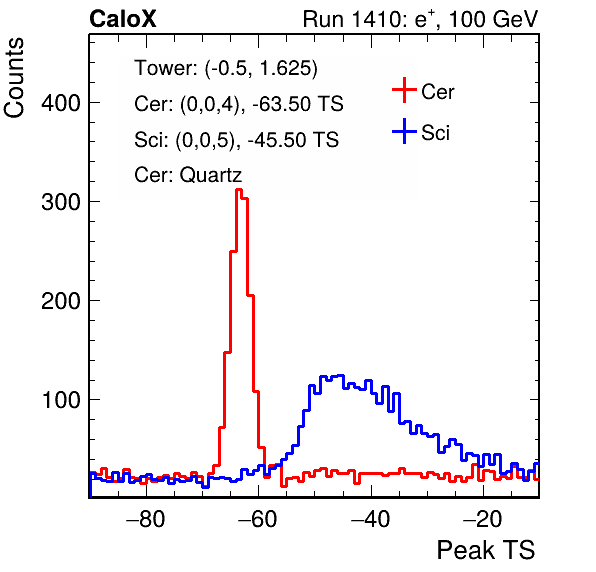 CaloX Run 1410: e⁺, 100 GeV
Counts
Tower: (-0.5, 1.625)
Cer: (0,0,4), -63.50 TS
Sci: (0,0,5), -45.50 TS
Cer: Quartz
Cer
Sci
400
300
200
100
−80 −60 −40 −20
Peak TS